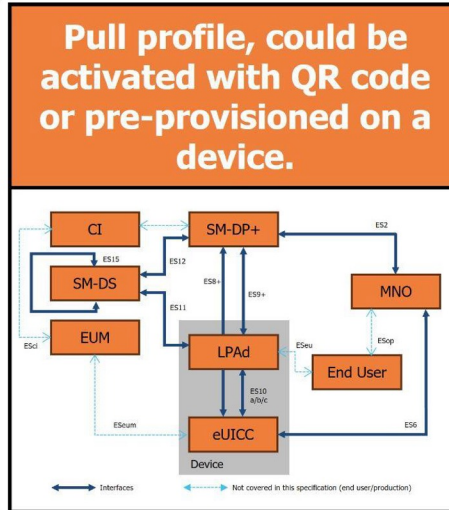 Pull profile, could be
activated with QR code
or pre-provisioned on a
device.
CI
SM-DP+
ES2
ES15
ES12
SM-DS
ES8+
ES9+
MNO
ES11
EUM
LPAd
ESeu
ESop
ESci
End User
ES10
a/b/c
ESeum
eUICC
ES6
Device
Interfaces
Not covered in this specification (end user/production)